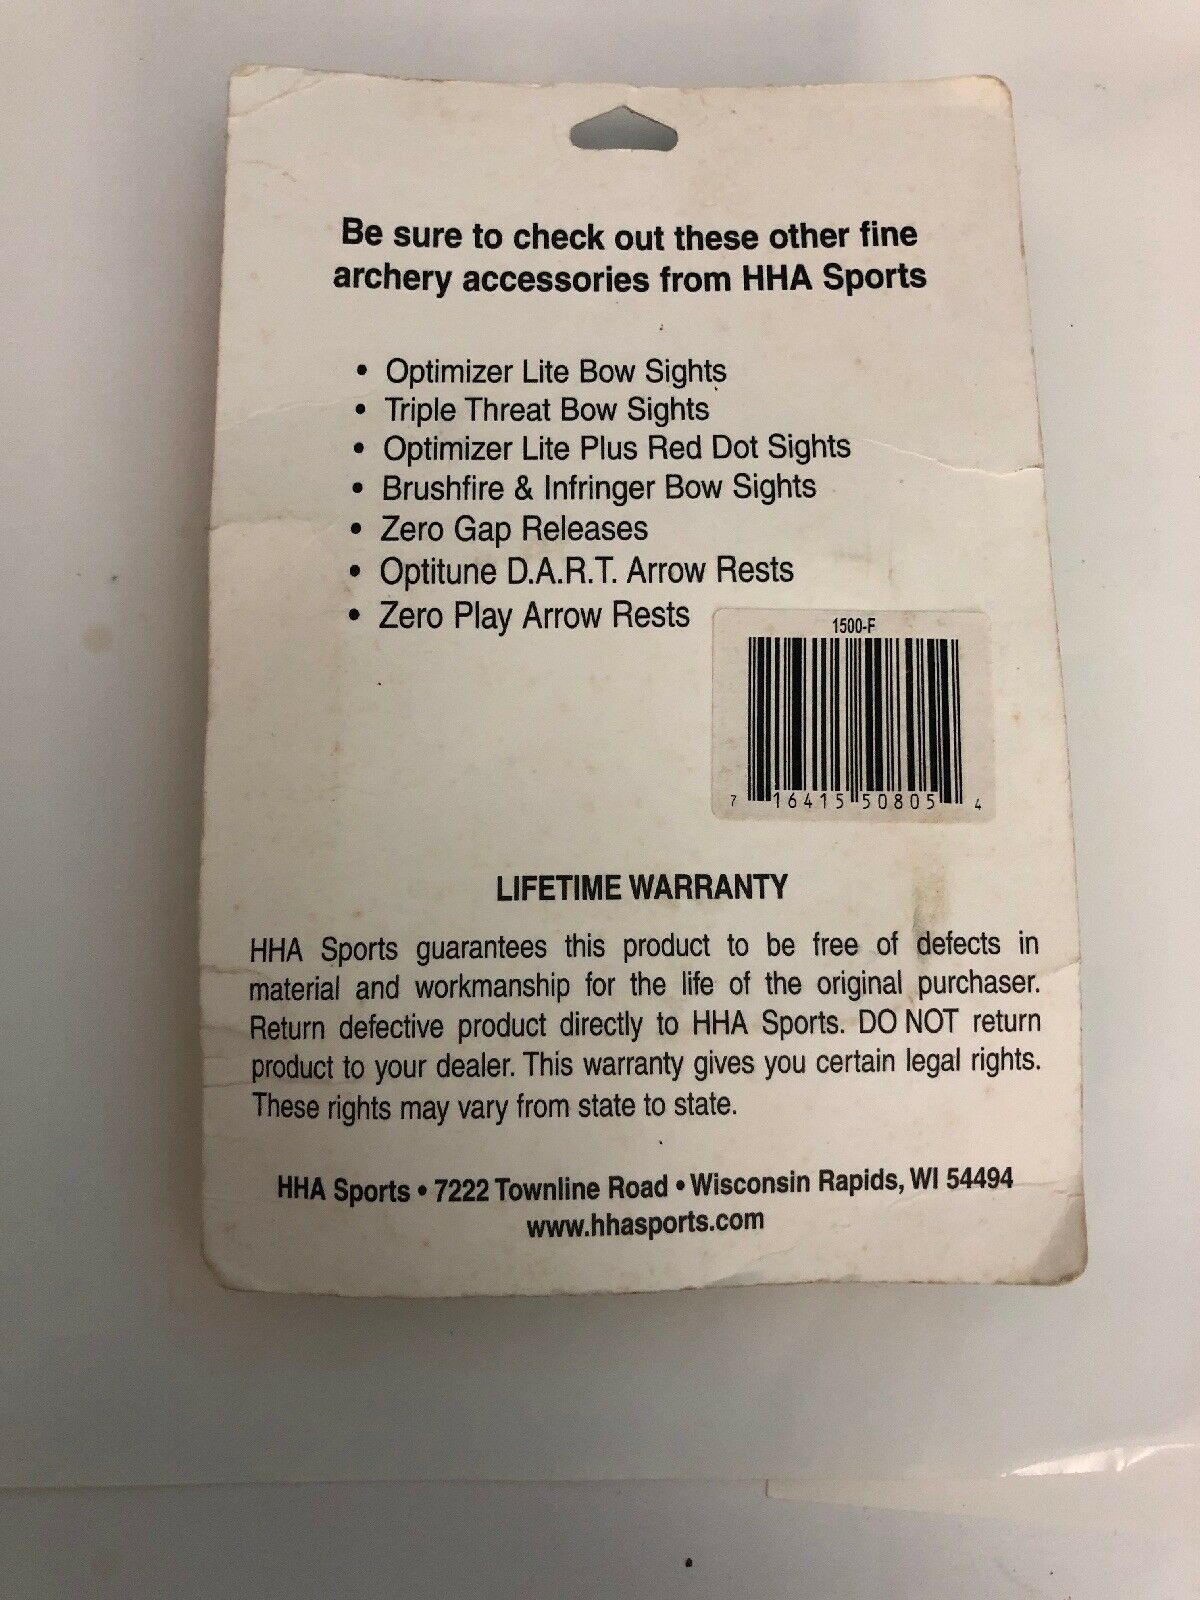 Be sure to check out these other fine
archery accessories from HHA Sports
• Optimizer Lite Bow Sights
• Triple Threat Bow Sights
• Optimizer Lite Plus Red Dot Sights
• Brushfire & Infringer Bow Sights
• Zero Gap Releases
• Optitune D.A.R.T. Arrow Rests
• Zero Play Arrow Rests
1500-F
7 16415 50805 4
LIFETIME WARRANTY
HHA Sports guarantees this product to be free of defects in
material and workmanship for the life of the original purchaser.
Return defective product directly to HHA Sports. DO NOT return
product to your dealer. This warranty gives you certain legal rights.
These rights may vary from state to state.
HHA Sports • 7222 Townline Road • Wisconsin Rapids, WI 54494
www.hhasports.com